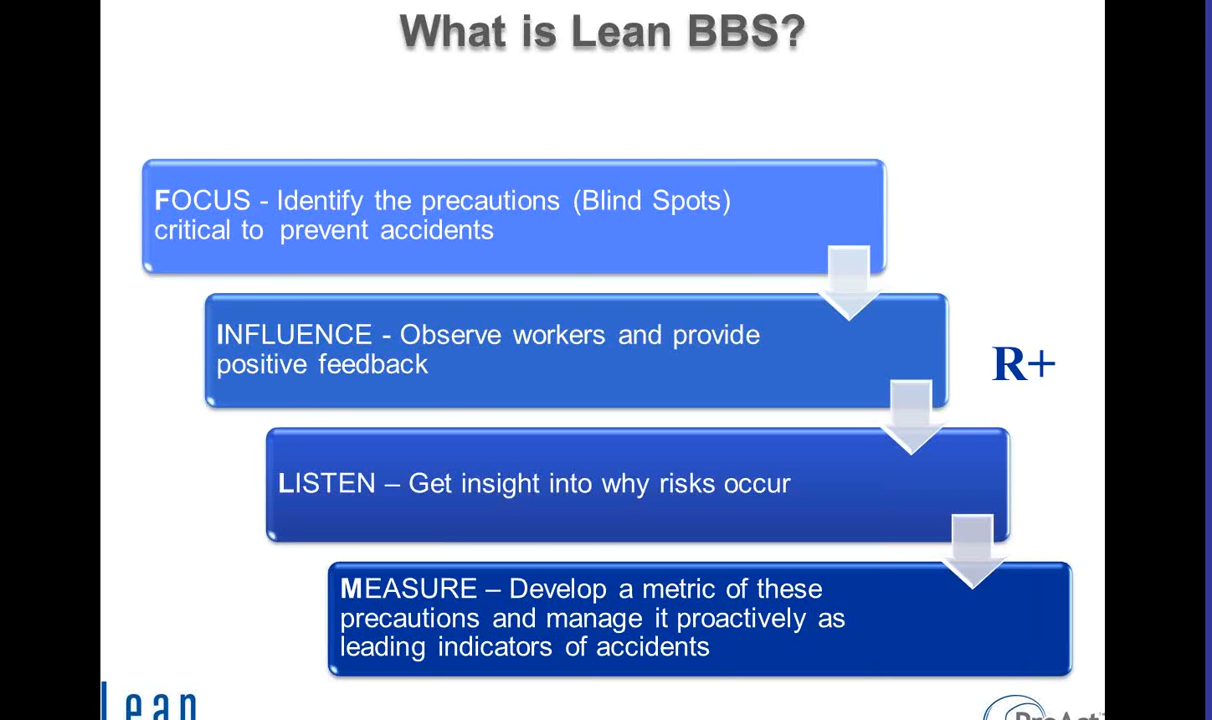 What is Lean BBS?
FOCUS - Identify the precautions (Blind Spots)
critical to prevent accidents
INFLUENCE - Observe workers and provide
positive feedback
R+
LISTEN – Get insight into why risks occur
MEASURE – Develop a metric of these
precautions and manage it proactively as
leading indicators of accidents
Lean
ProAct